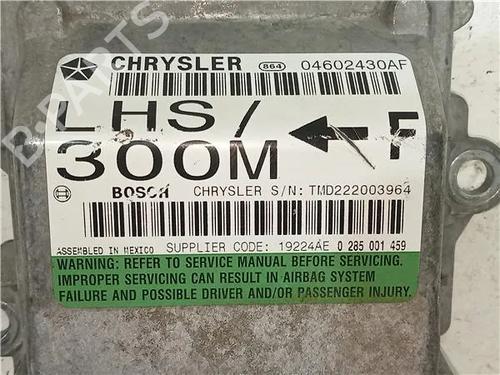 CHRYSLER 864 04602430AF
LHS/
300M F
BOSCH CHRYSLER S/N: TMD222003964
ASSEMBLED IN MEXICO SUPPLIER CODE: 19224AE 0 285 001 459
WARNING: REFER TO SERVICE MANUAL BEFORE SERVICING.
IMPROPER SERVICING CAN RESULT IN AIRBAG SYSTEM
FAILURE AND POSSIBLE DRIVER AND/OR PASSENGER INJURY.
B-PARTS